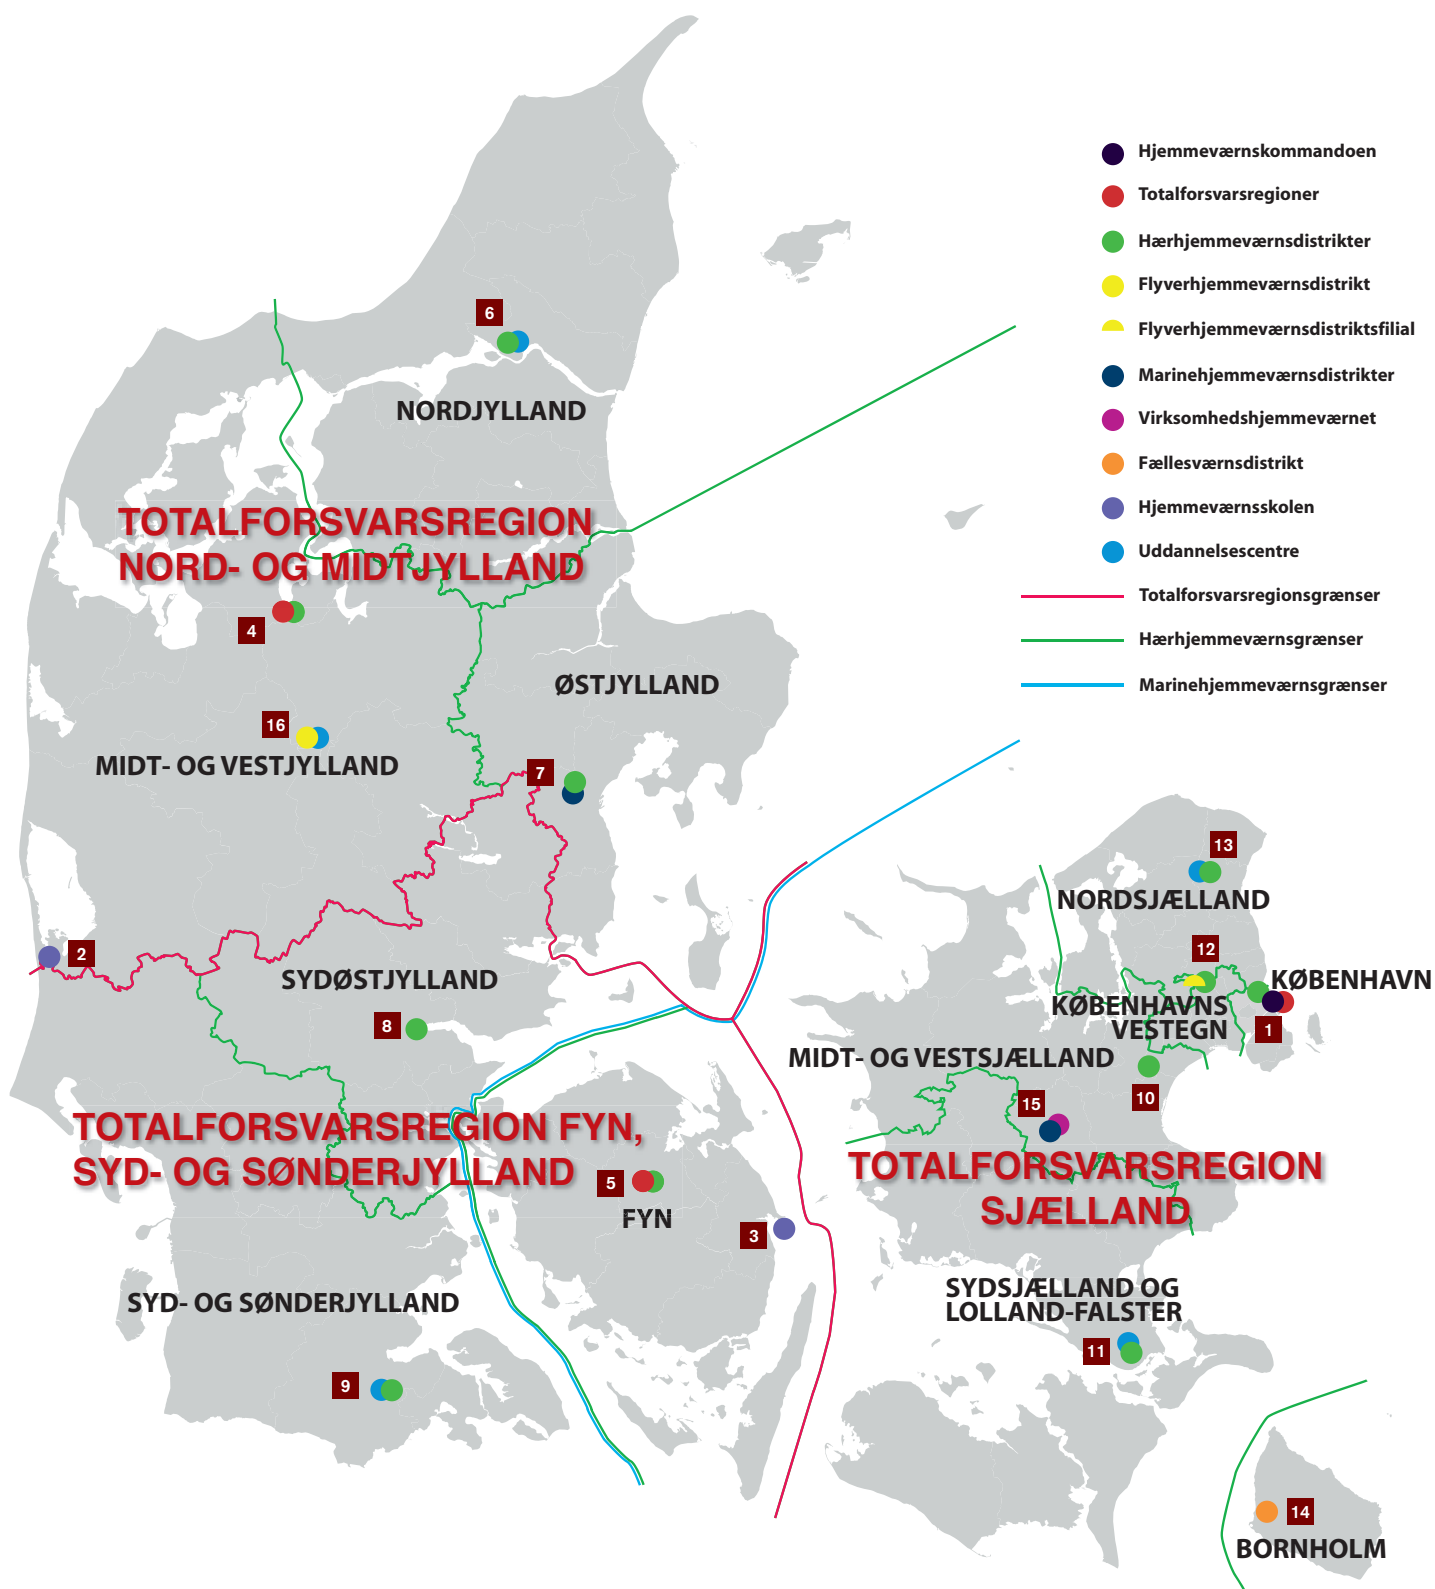 Hjemmeværnskommandoen
Totalforsvarsregioner
Hærhjemmeværnsdistrikter
Flyverhjemmeværnsdistrikt
Flyverhjemmeværnsdistriktsfilial
Marinehjemmeværnsdistrikter
Virksomhedshjemmeværnet
Fællesværnsdistrikt
Hjemmeværnsskolen
Uddannelsescentre
Totalforsvarsregionsgrænser
Hærhjemmeværnsgrænser
Marinehjemmeværnsgrænser
6
NORDJYLLAND
TOTALFORSVARSREGION
NORD- OG MIDTJYLLAND
4
ØSTJYLLAND
16
MIDT- OG VESTJYLLAND
7
2
SYDØSTJYLLAND
8
TOTALFORSVARSREGION FYN,
SYD- OG SØNDERJYLLAND
5
FYN
3
SYD- OG SØNDERJYLLAND
9
13
NORDSJÆLLAND
12
KØBENHAVN
KØBENHAVNS
VESTEGN
1
MIDT- OG VESTSJÆLLAND
10
15
TOTALFORSVARSREGION
SJÆLLAND
SYDSJÆLLAND OG
LOLLAND-FALSTER
11
14
BORNHOLM